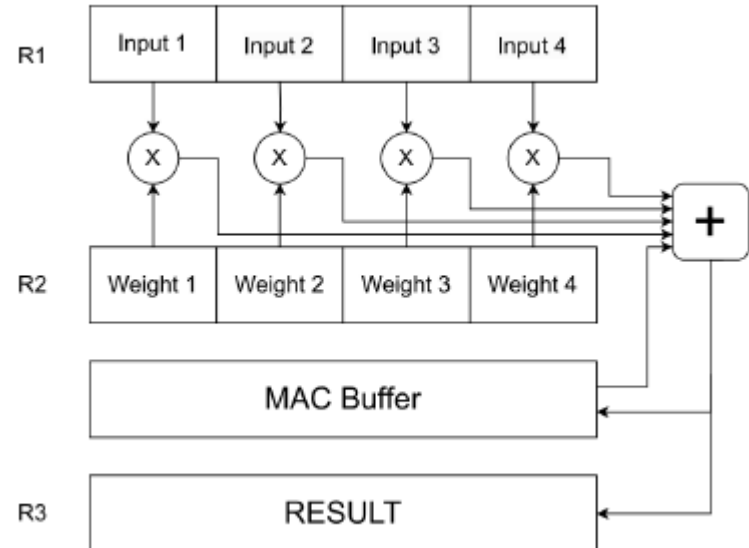 R1 Input 1 Input 2 Input 3 Input 4
X X X X
+
R2 Weight 1 Weight 2 Weight 3 Weight 4
MAC Buffer
R3 RESULT